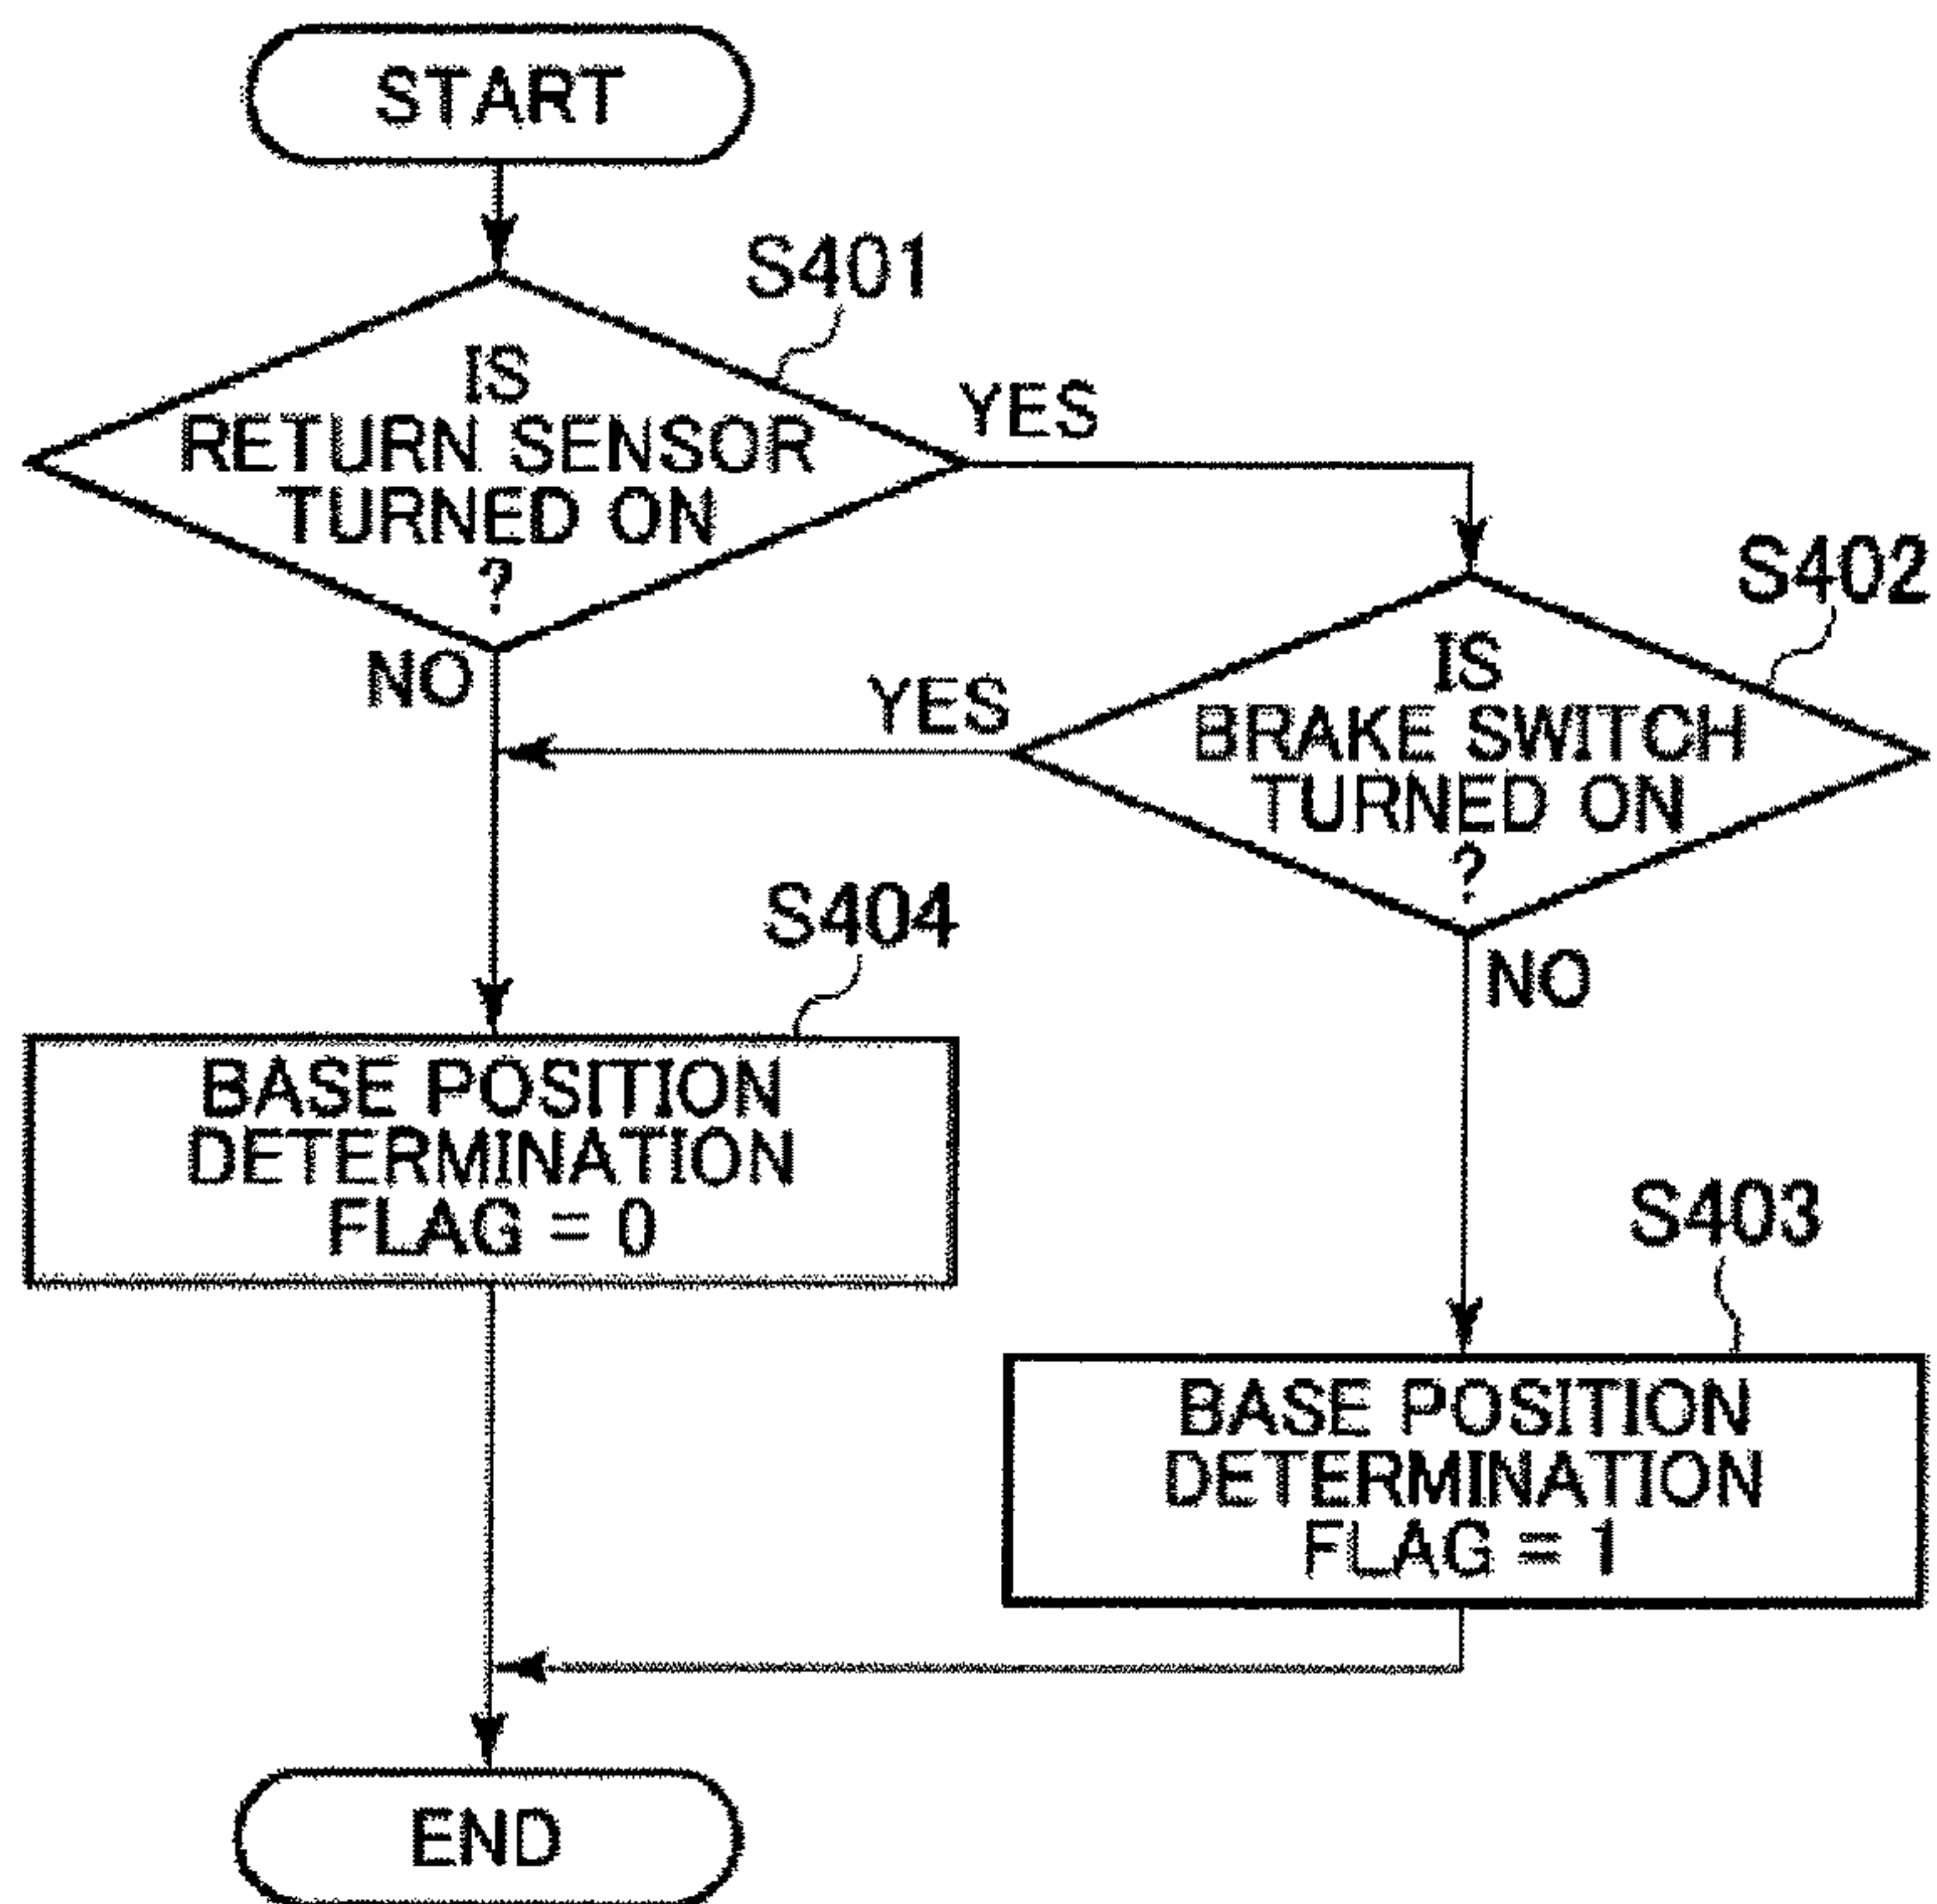 START
S401
IS
RETURN SENSOR
TURNED ON
?
YES
NO
S402
IS
BRAKE SWITCH
TURNED ON
?
YES
NO
S404
BASE POSITION
DETERMINATION
FLAG = 0
S403
BASE POSITION
DETERMINATION
FLAG = 1
END